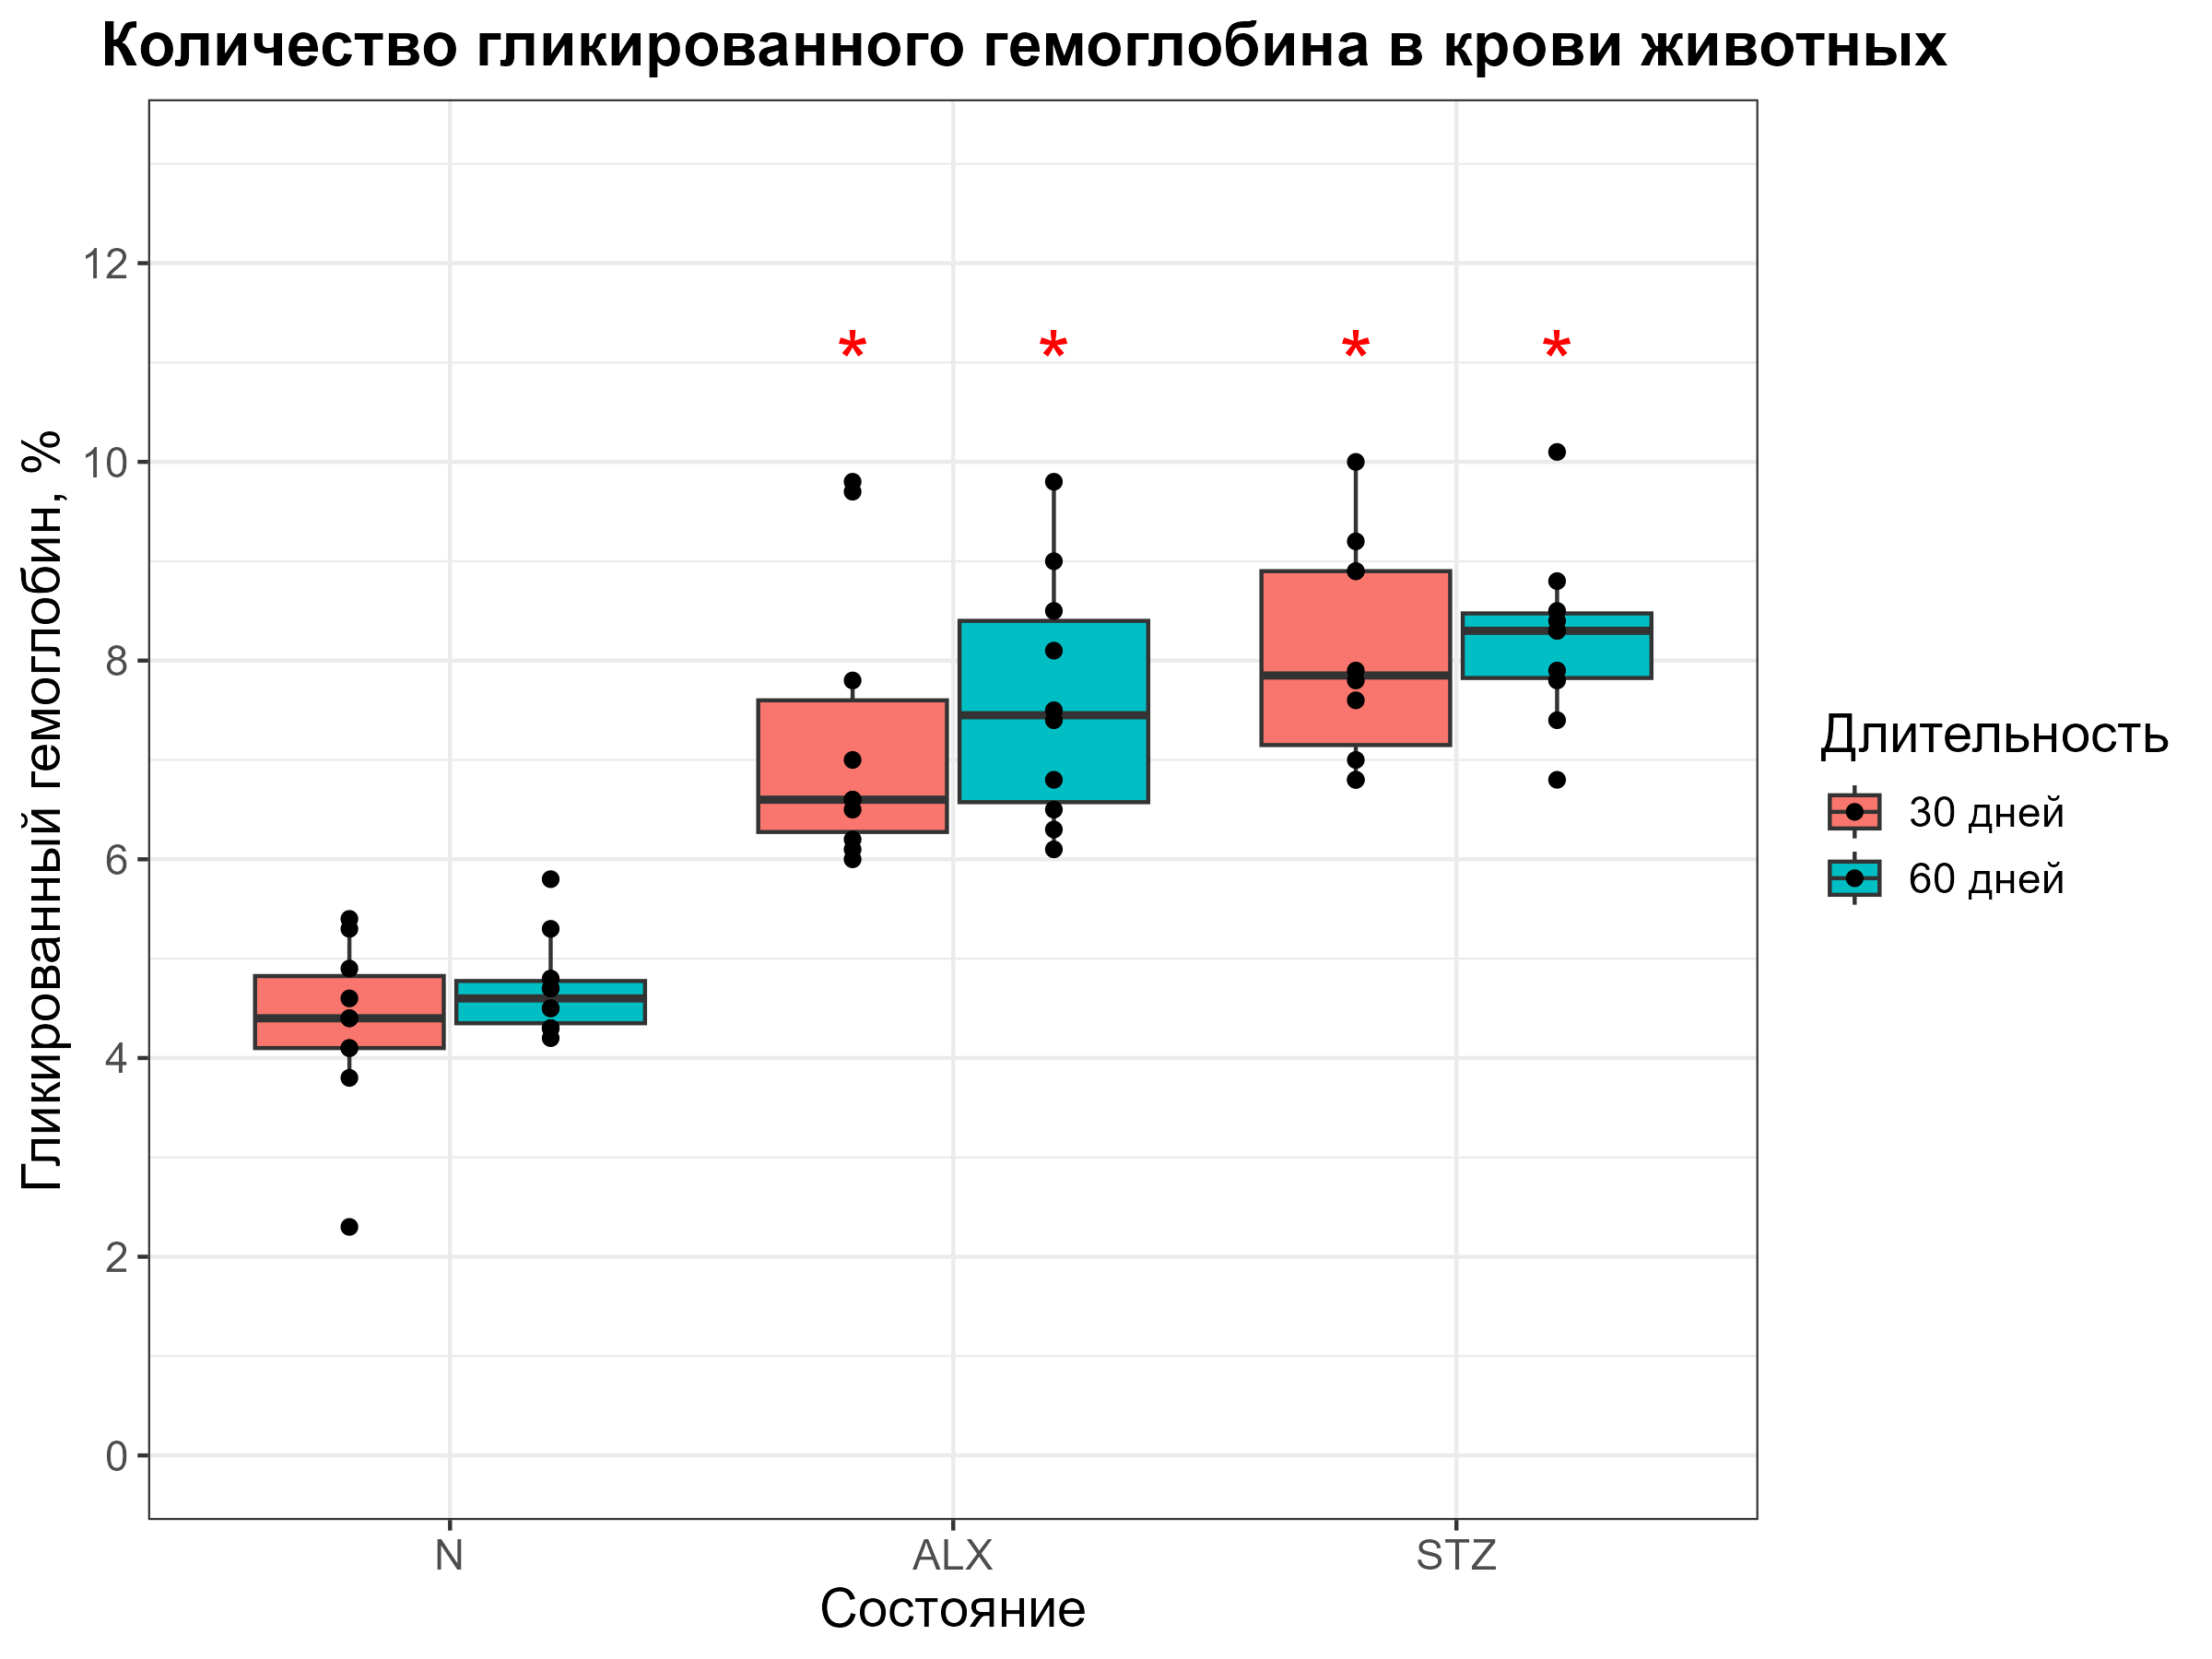 Количество гликированного гемоглобина в крови животных
Гликированный гемоглобин, %
12
10
8
6
4
2
0
* * * *
N ALX STZ
Состояние
Длительность
30 дней
60 дней